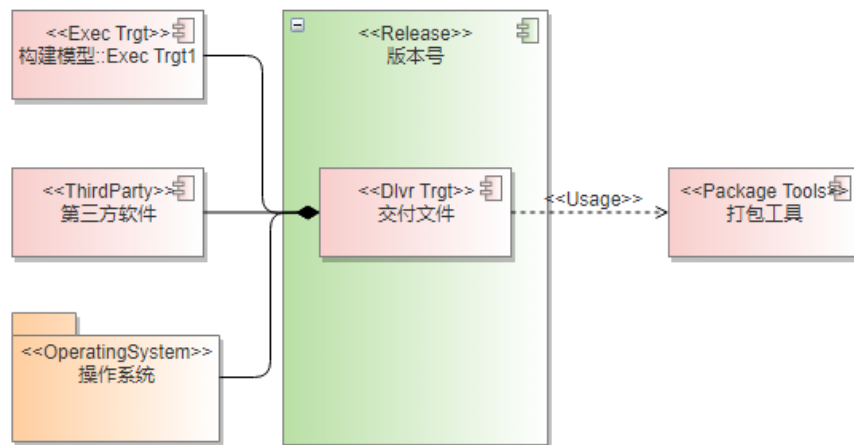 <<Exec Trgt>>
构建模型::Exec Trgt1
<<Release>>
版本号
<<ThirdParty>>
第三方软件
<<Dlvr Trgt>>
交付文件
<<Usage>>
<<Package Tools>>
打包工具
<<OperatingSystem>>
操作系统